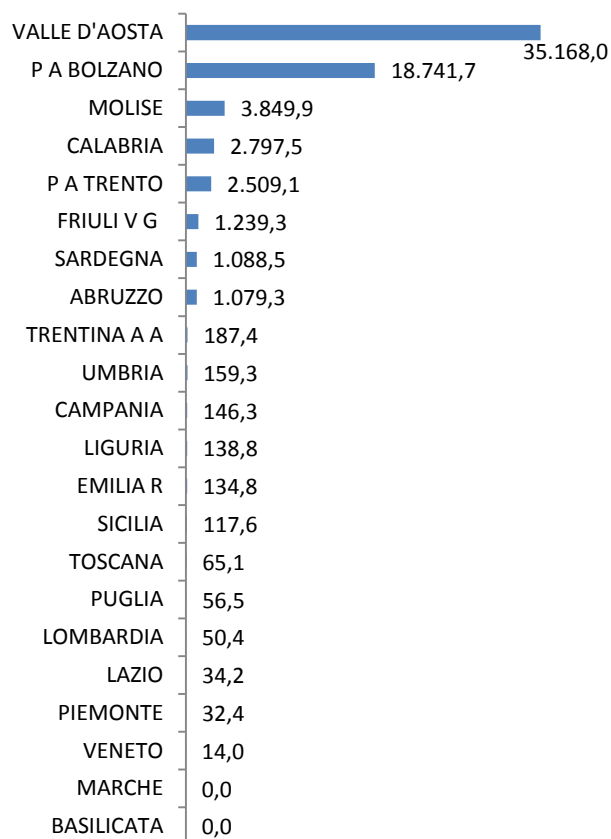 VALLE D'AOSTA 35.168,0
P A BOLZANO 18.741,7
MOLISE 3.849,9
CALABRIA 2.797,5
P A TRENTO 2.509,1
FRIULI V G 1.239,3
SARDEGNA 1.088,5
ABRUZZO 1.079,3
TRENTINA A A 187,4
UMBRIA 159,3
CAMPANIA 146,3
LIGURIA 138,8
EMILIA R 134,8
SICILIA 117,6
TOSCANA 65,1
PUGLIA 56,5
LOMBARDIA 50,4
LAZIO 34,2
PIEMONTE 32,4
VENETO 14,0
MARCHE 0,0
BASILICATA 0,0